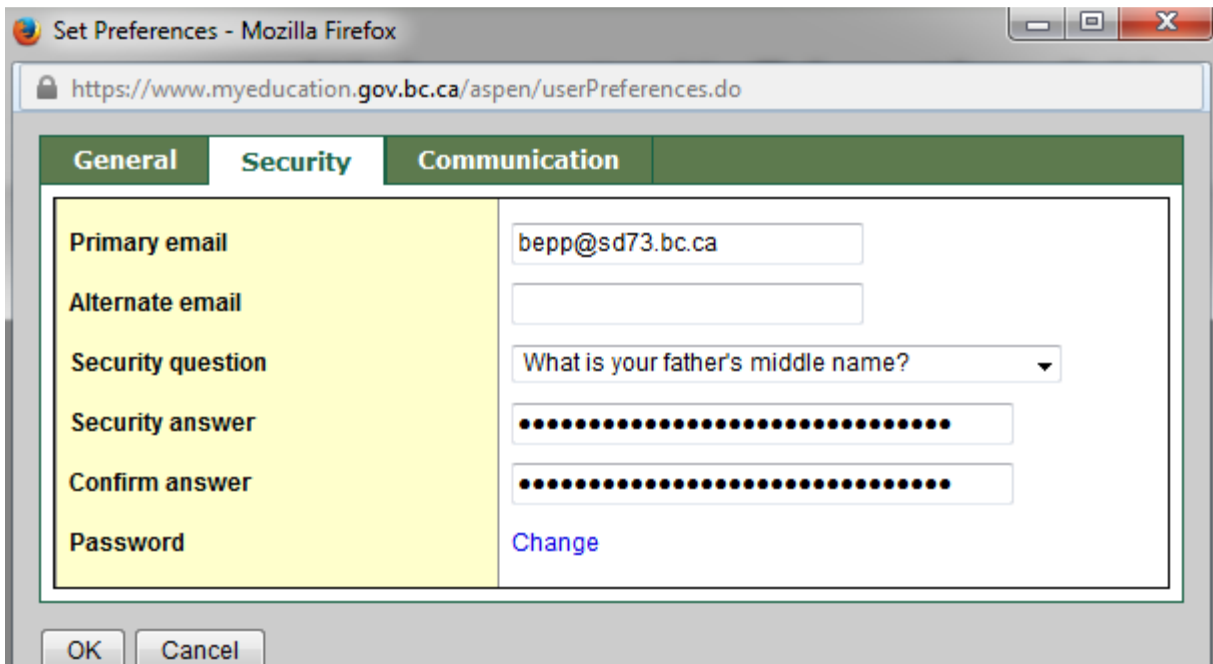 Set Preferences - Mozilla Firefox
https://www.myeducation.gov.bc.ca/aspen/userPreferences.do
General Security Communication
Primary email bepp@sd73.bc.ca
Alternate email
Security question What is your father's middle name?
Security answer •••••••••••••••••••••••••••••••
Confirm answer •••••••••••••••••••••••••••••••
Password Change
OK Cancel